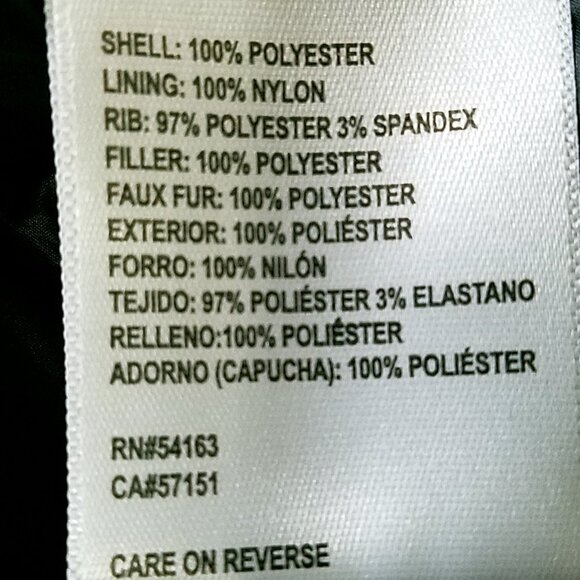 SHELL: 100% POLYESTER
LINING: 100% NYLON
RIB: 97% POLYESTER 3% SPANDEX
FILLER: 100% POLYESTER
FAUX FUR: 100% POLYESTER
EXTERIOR: 100% POLIÉSTER
FORRO: 100% NILÓN
TEJIDO: 97% POLIÉSTER 3% ELASTANO
RELLENO:100% POLIÉSTER
ADORNO (CAPUCHA): 100% POLIÉSTER
RN#54163
CA#57151
CARE ON REVERSE